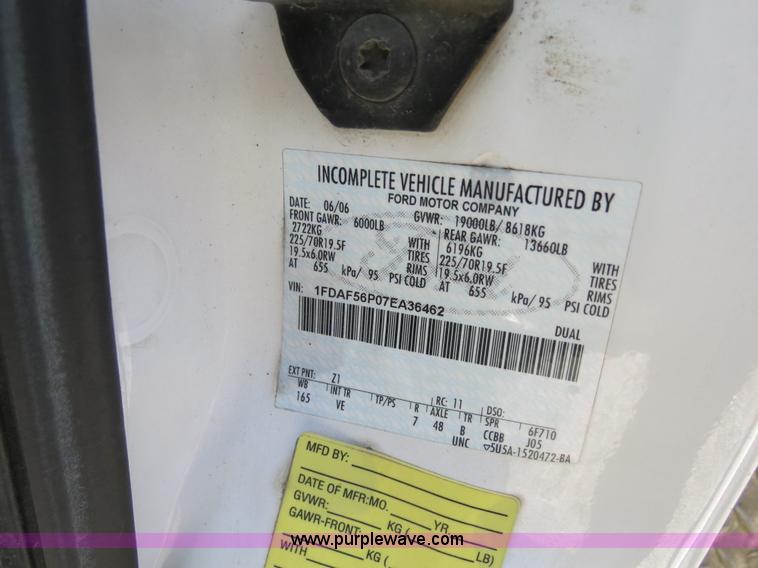 INCOMPLETE VEHICLE MANUFACTURED BY
FORD MOTOR COMPANY
DATE: 06/06 GVWR: 19000LB/ 8618KG
FRONT GAWR: 6000LB REAR GAWR: 13660LB
2722KG WITH 6196KG WITH
225/70R19.5F TIRES 225/70R19.5F TIRES
19.5x6.0RW RIMS 19.5x6.0RW RIMS
AT 655 kPa/ 95 PSI COLD AT 655 kPa/ 95 PSI COLD
VIN: 1FDAF56P07EA36462
DUAL
EXT PNT: Z1 RC: 11 DSO:
WB INT TR TP/PS R AXLE TR SPR 6F710
165 VE 7 48 B CCBB J05
UNC ▽5U5A-1520472-BA
MFD BY:
DATE OF MFR:MO. YR
GVWR: KG ( LB)
GAWR-FRONT:
WITH KG (
www.purplewave.com